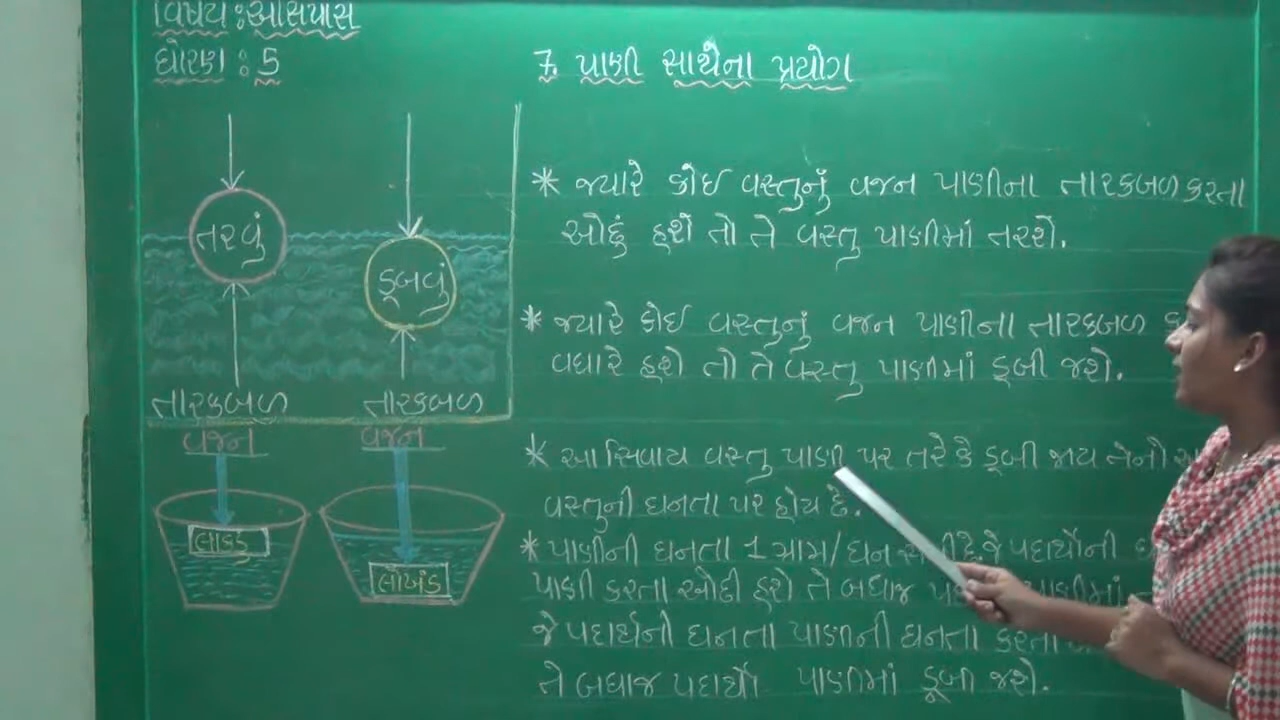 વિષય : આસપાસ
ધોરણ : 5
7. પાણી સાથેના પ્રયોગ
તરવું
ડૂબવું
તારકબળ
તારકબળ
વજન
વજન
લાકડું
લોખંડ
* જ્યારે કોઈ વસ્તુનું વજન પાણીના તારકબળ કરતા
ઓછું હશે તો તે વસ્તુ પાણીમાં તરશે.
* જ્યારે કોઈ વસ્તુનું વજન પાણીના તારકબળ
વધારે હશે તો તે વસ્તુ પાણીમાં ડૂબી જશે.
* આ સિવાય વસ્તુ પાણી પર તરે કે ડૂબી જાય તેનો
વસ્તુની ઘનતા પર હોય છે.
* પાણીની ઘનતા 1 ગ્રામ/ઘન જે પદાર્થોની
પાણી કરતા ઓછી હશે તે બધાજ પાણીમાં
જે પદાર્થની ઘનતા પાણીની ઘનતા કરતા
તે બધાજ પદાર્થો પાણીમાં ડૂબી જશે.